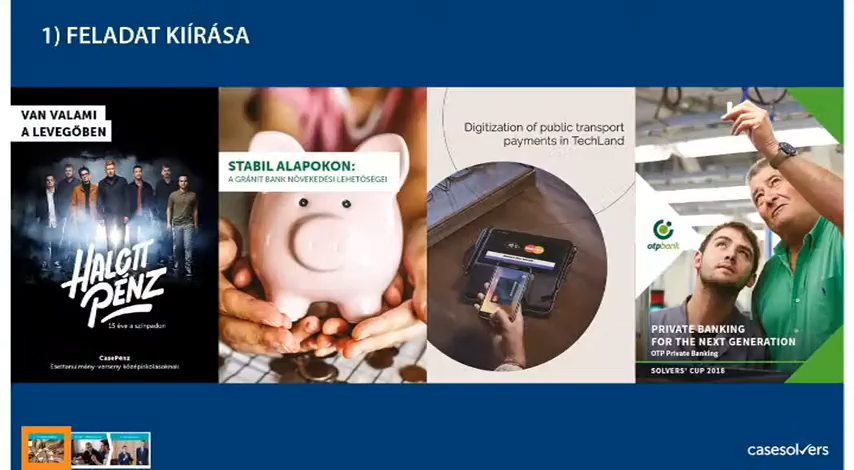 1) FELADAT KIÍRÁSA
VAN VALAMI
A LEVEGŐBEN
HALOTT
PÉNZ
15 éve a színpadon
CasePénz
Esettanulmány-verseny középiskolásoknak
STABIL ALAPOKON:
A GRÁNIT BANK NÖVEKEDÉSI LEHETŐSÉGEI
Digitization of public transport
payments in TechLand
MasterCard
otpbank
PRIVATE BANKING
FOR THE NEXT GENERATION
OTP Private Banking
SOLVERS' CUP 2018
casesolvers